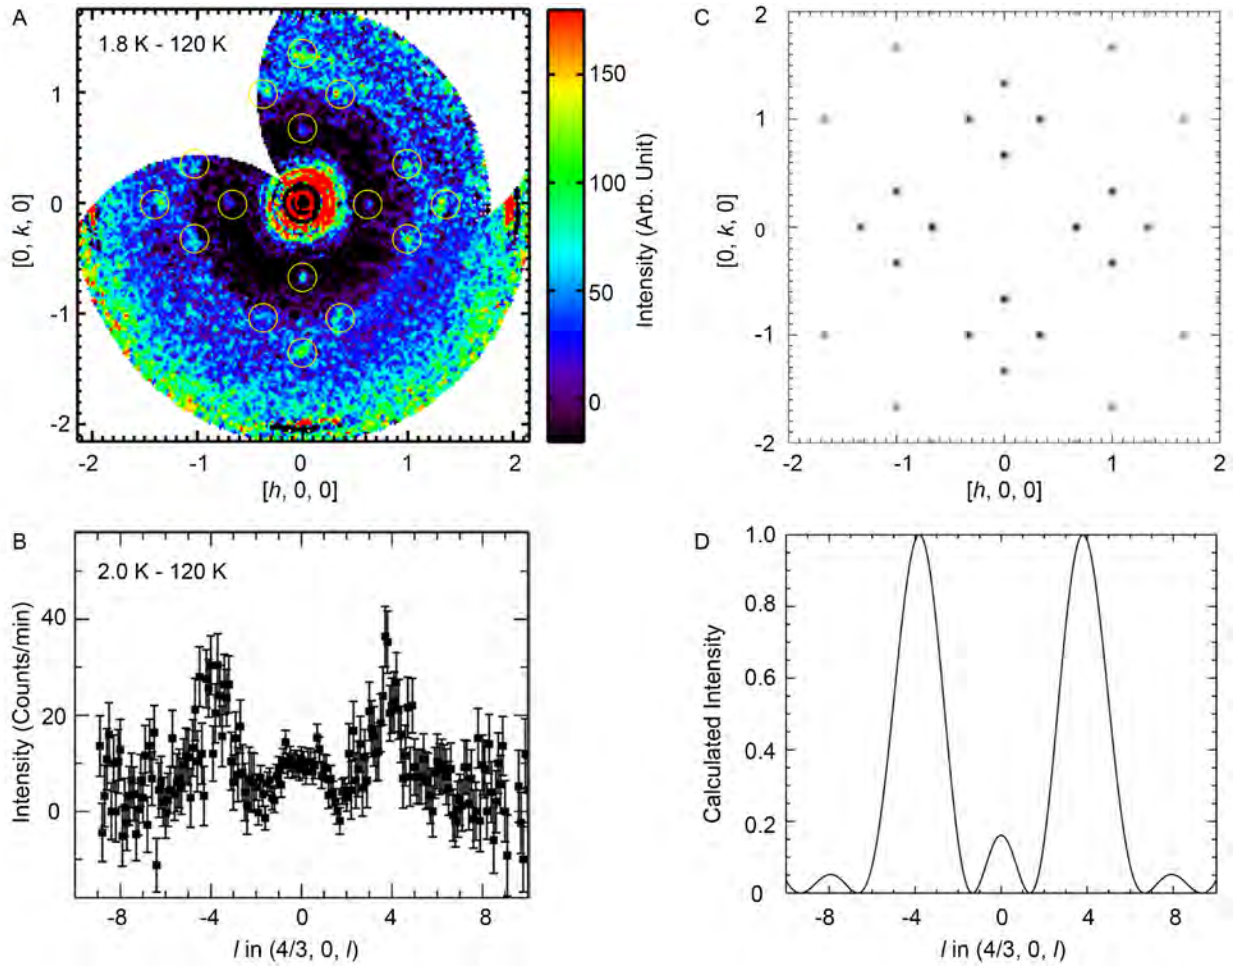 A
1.8 K - 120 K
1
0
-1
-2
[0, k, 0]
-2
-1
0
1
2
[h, 0, 0]
150
100
50
0
Intensity (Arb. Unit)
C
2
1
0
-1
-2
[0, k, 0]
-2
-1
0
1
2
[h, 0, 0]
B
2.0 K - 120 K
40
20
0
Intensity (Counts/min)
-8
-4
0
4
8
l in (4/3, 0, l)
D
1.0
0.8
0.6
0.4
0.2
0
Calculated Intensity
-8
-4
0
4
8
l in (4/3, 0, l)